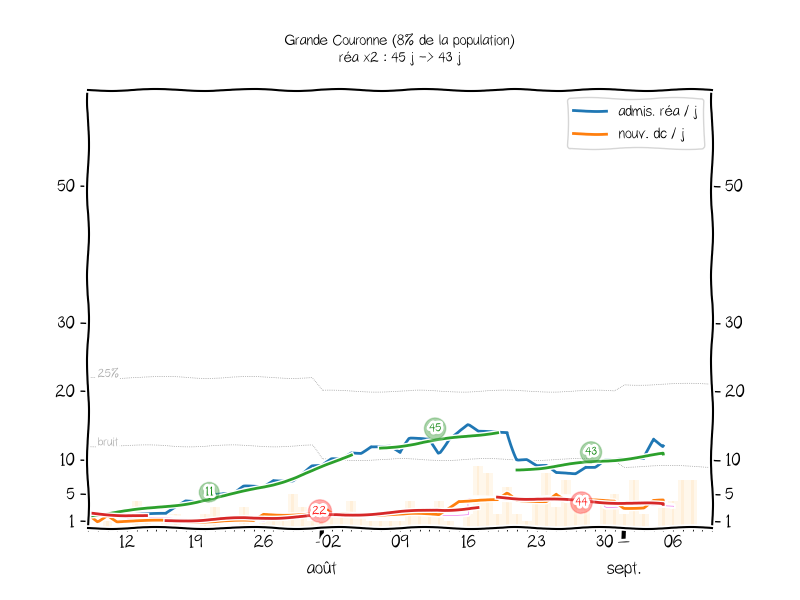 Grande Couronne (8% de la population)
réa x2 : 45 j -> 43 j
admis. réa / j
nouv. dc / j
50 50
30 30
25%
20 20
45
bruit
43
10 10
11
5 5
44
22
1 1
12 19 26 02 09 16 23 30 06
août sept.